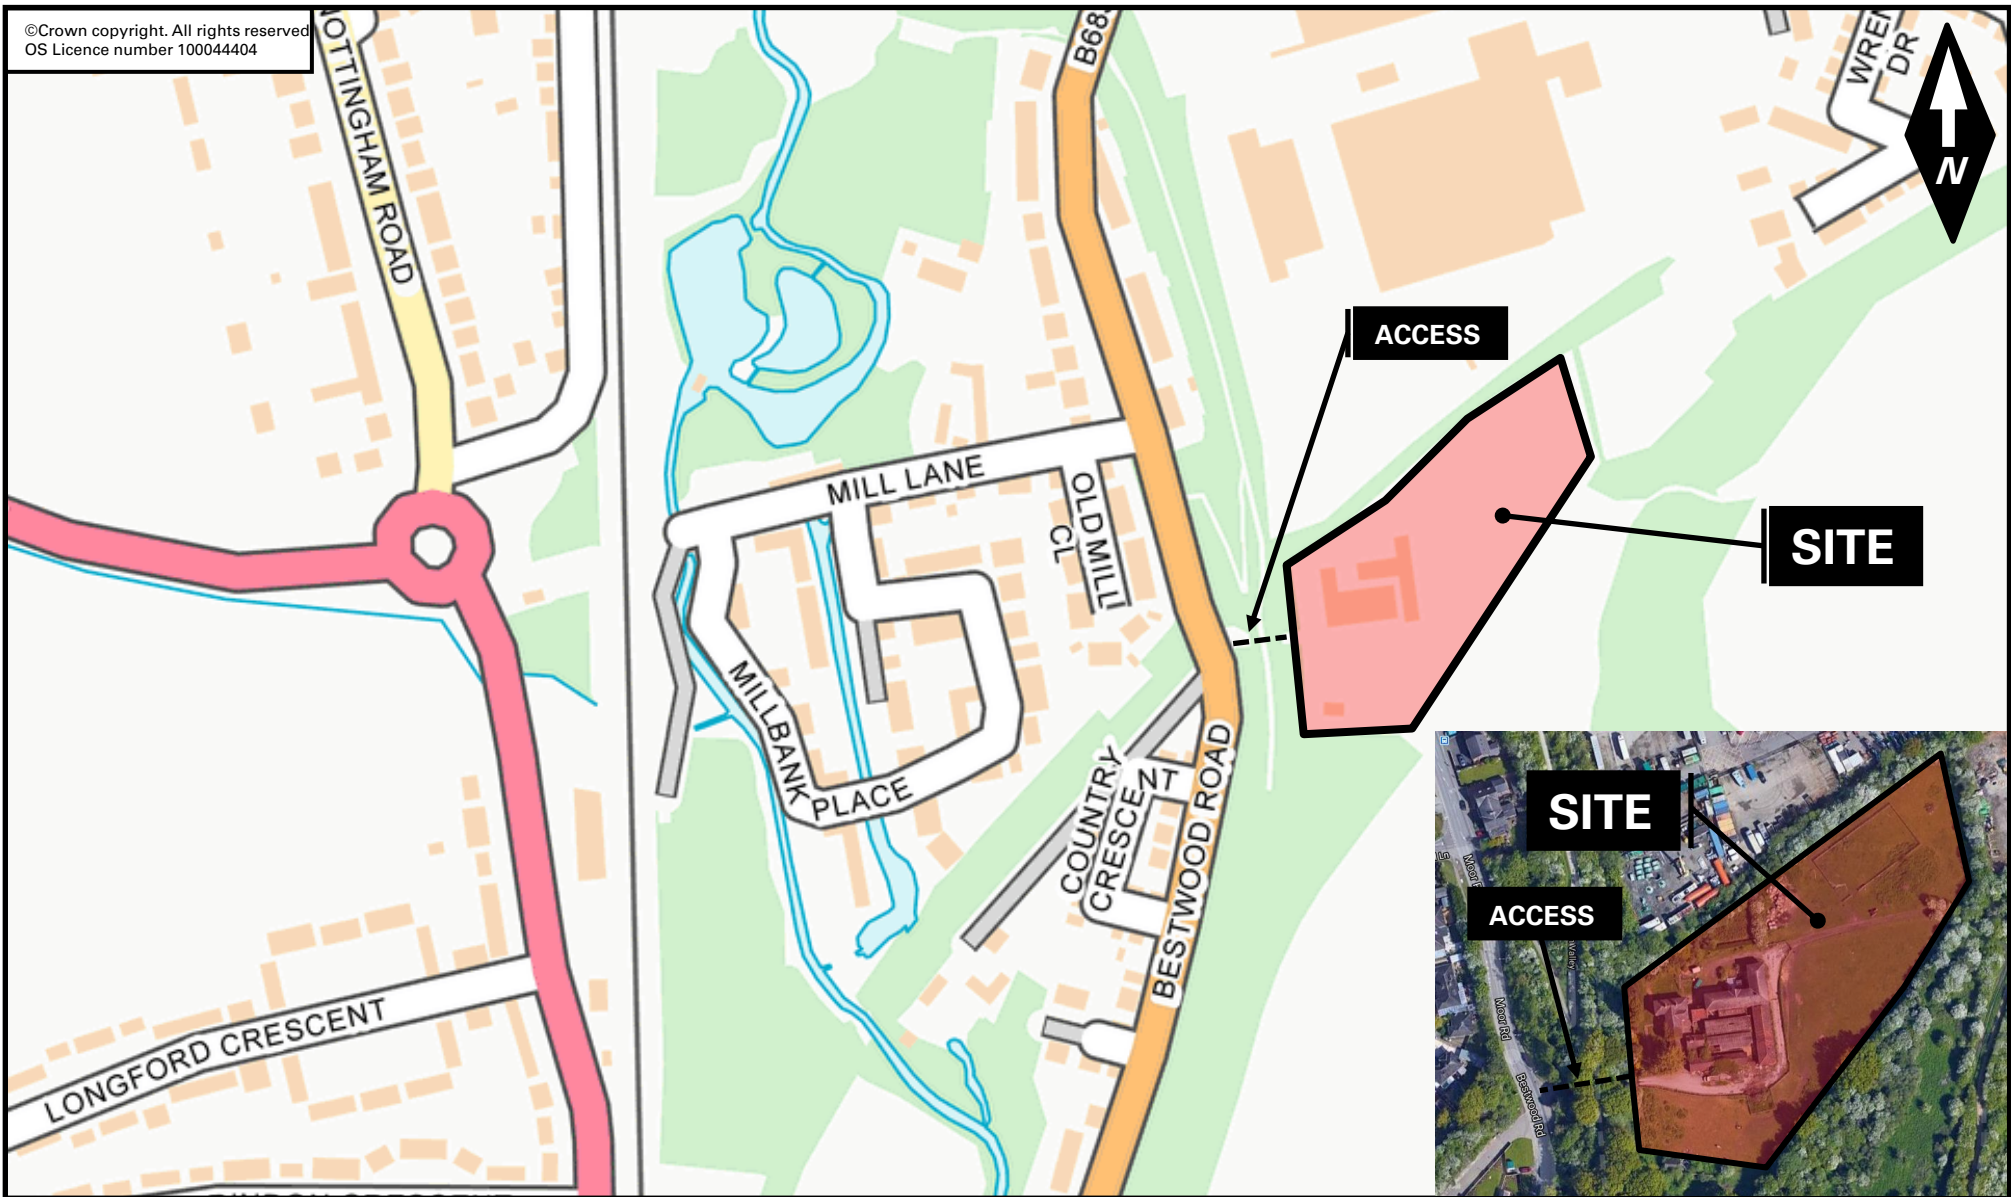 ©Crown copyright. All rights reserved
OS Licence number 100044404
NOTTINGHAM ROAD
WREN
DR
N
ACCESS
SITE
MILL LANE
OLD MILL
CL
MILLBANK
PLACE
COUNTRY
CRESCENT
BESTWOOD ROAD
LONGFORD CRESCENT
SITE
ACCESS
Moor Rd
Bestwood Rd